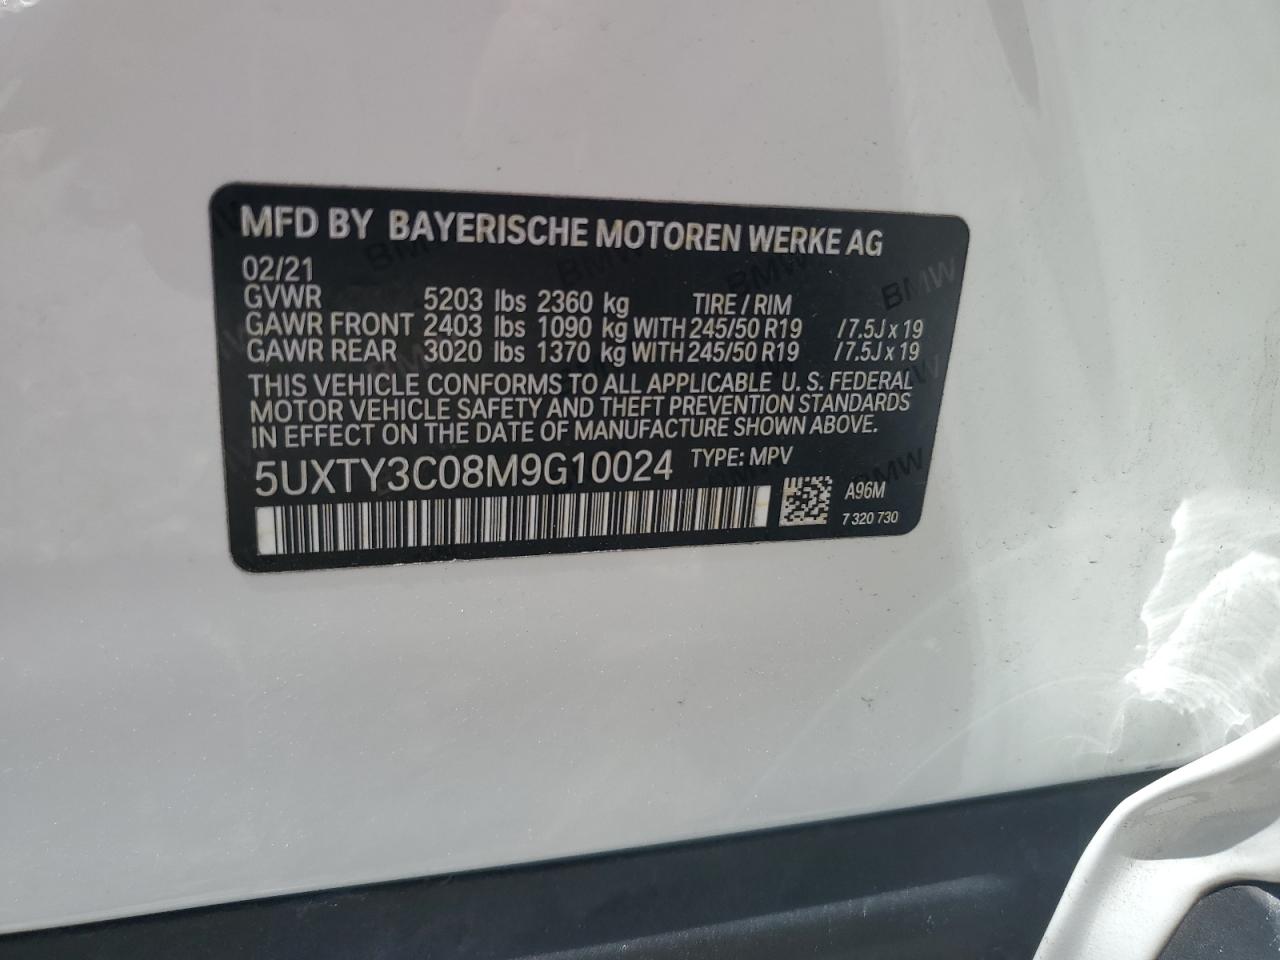 MFD BY BAYERISCHE MOTOREN WERKE AG
02/21
GVWR 5203 lbs 2360 kg TIRE / RIM
GAWR FRONT 2403 lbs 1090 kg WITH 245/50 R19 /7.5J x 19
GAWR REAR 3020 lbs 1370 kg WITH 245/50 R19 /7.5J x 19
THIS VEHICLE CONFORMS TO ALL APPLICABLE U. S. FEDERAL
MOTOR VEHICLE SAFETY AND THEFT PREVENTION STANDARDS
IN EFFECT ON THE DATE OF MANUFACTURE SHOWN ABOVE.
5UXTY3C08M9G10024 TYPE: MPV
A96M
7 320 730